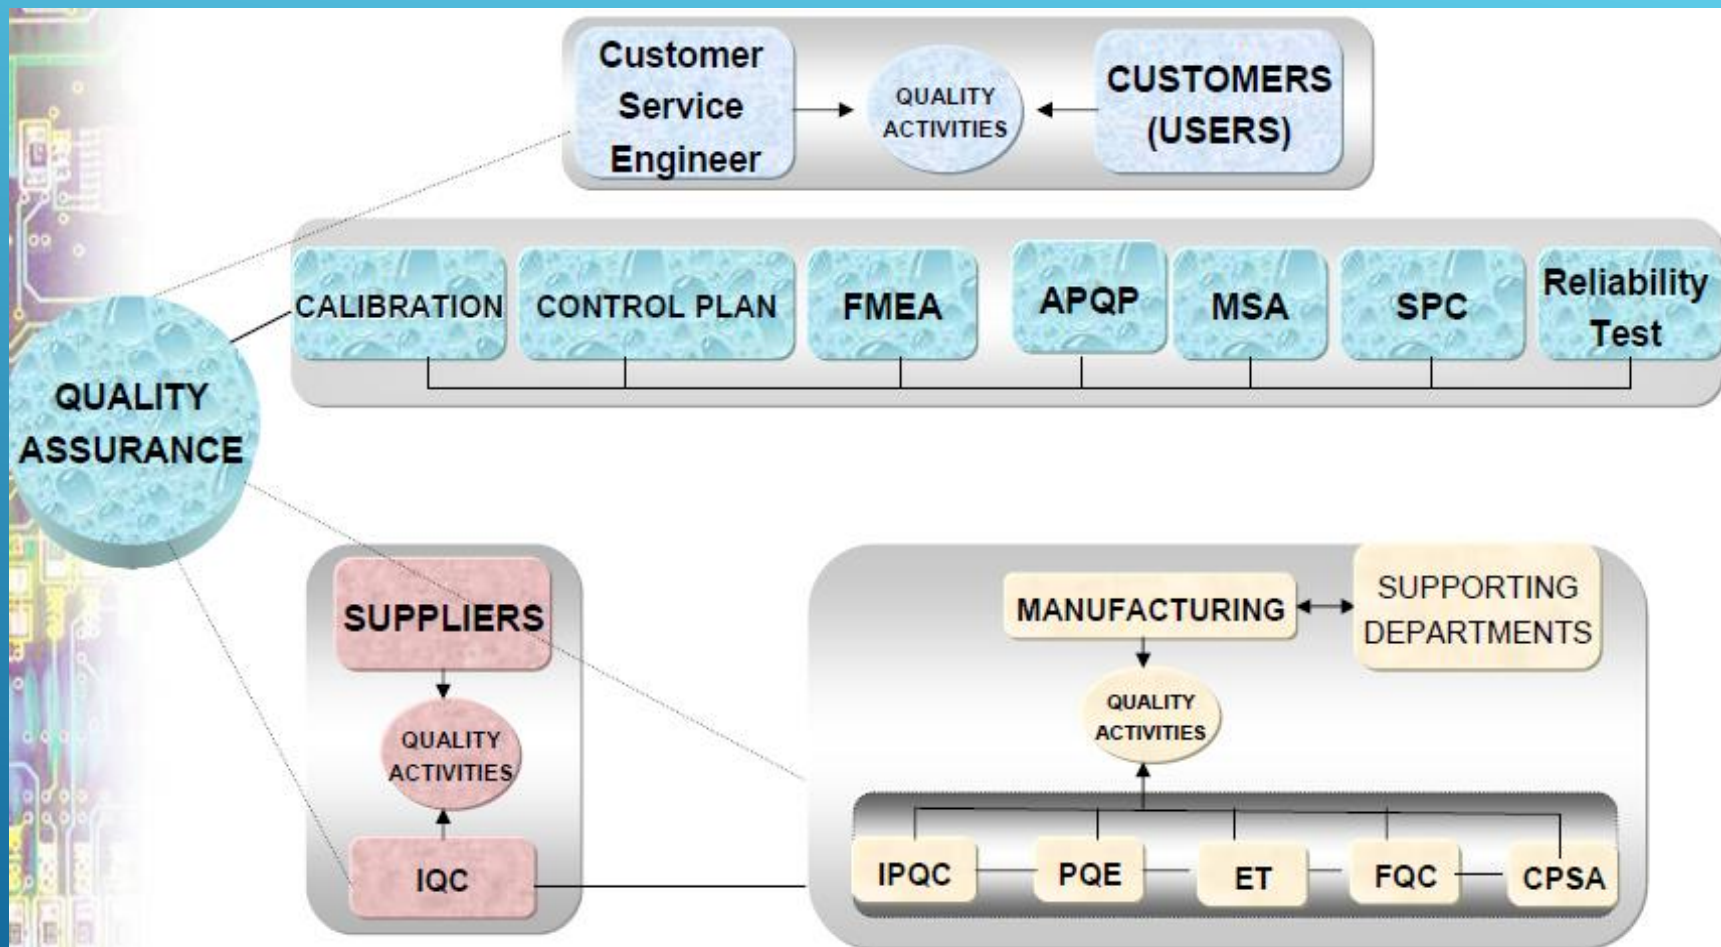 Customer
Service
Engineer
QUALITY
ACTIVITIES
CUSTOMERS
(USERS)
CALIBRATION
CONTROL PLAN
FMEA
APQP
MSA
SPC
Reliability
Test
QUALITY
ASSURANCE
SUPPLIERS
QUALITY
ACTIVITIES
IQC
MANUFACTURING
SUPPORTING
DEPARTMENTS
QUALITY
ACTIVITIES
IPQC
PQE
ET
FQC
CPSA